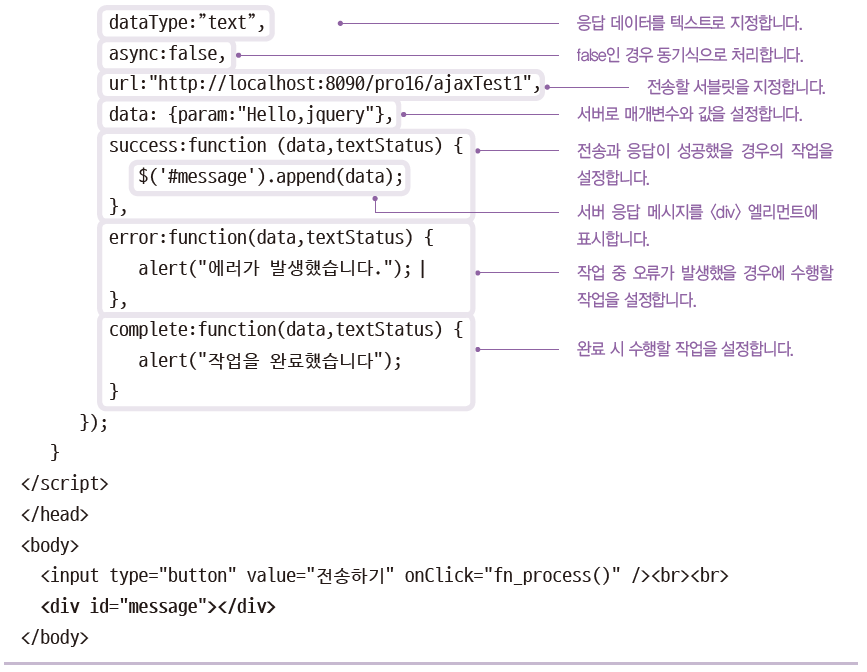 dataType:”text”, 응답 데이터를 텍스트로 지정합니다.
async:false, false인 경우 동기식으로 처리합니다.
url:"http://localhost:8090/pro16/ajaxTest1", 전송할 서블릿을 지정합니다.
data: {param:"Hello,jquery"}, 서버로 매개변수와 값을 설정합니다.
success:function (data,textStatus) { 전송과 응답이 성공했을 경우의 작업을
설정합니다.
$('#message').append(data);
}, 서버 응답 메시지를 〈div〉 엘리먼트에
표시합니다.
error:function(data,textStatus) {
alert("에러가 발생했습니다."); | 작업 중 오류가 발생했을 경우에 수행할
작업을 설정합니다.
},
complete:function(data,textStatus) { 완료 시 수행할 작업을 설정합니다.
alert("작업을 완료했습니다");
}
});
}
</script>
</head>
<body>
<input type="button" value="전송하기" onClick="fn_process()" /><br><br>
<div id="message"></div>
</body>